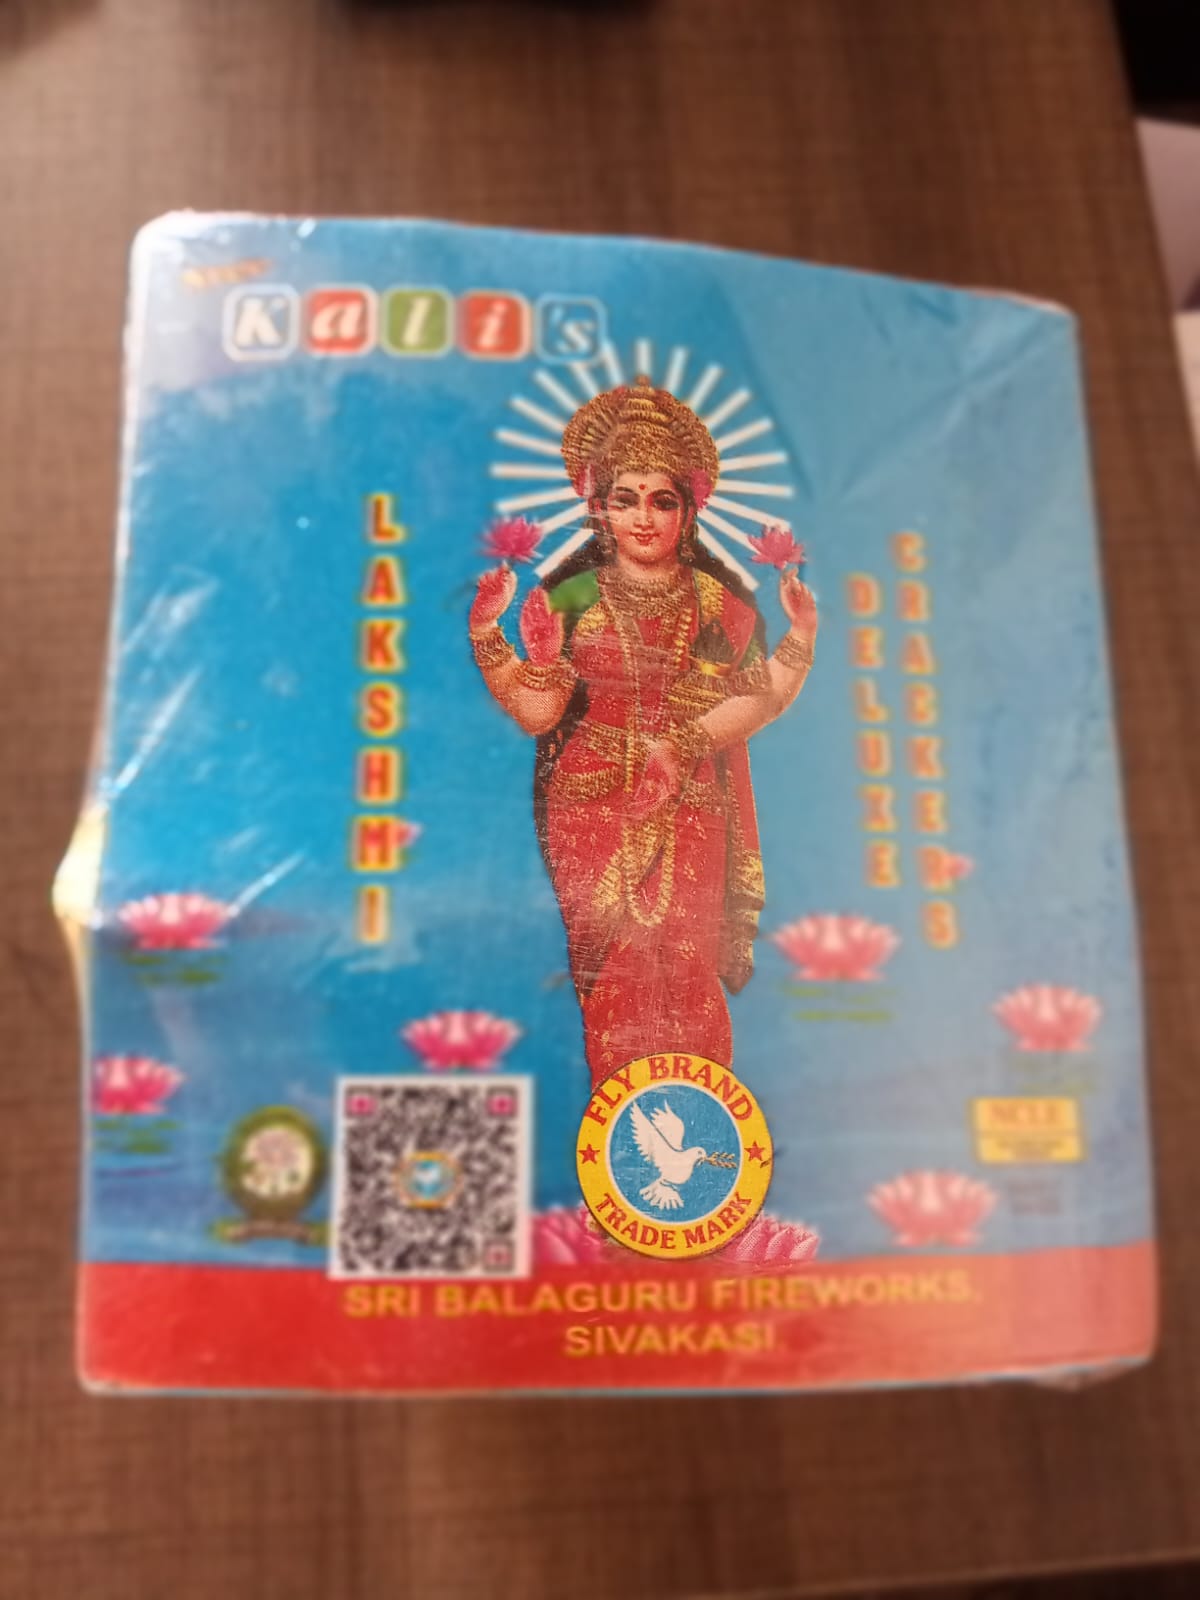 Kali's
LAKSHMI
DELUXE
CRACKERS
FLY BRAND
TRADE MARK
SRI BALAGURU FIREWORKS,
SIVAKASI.